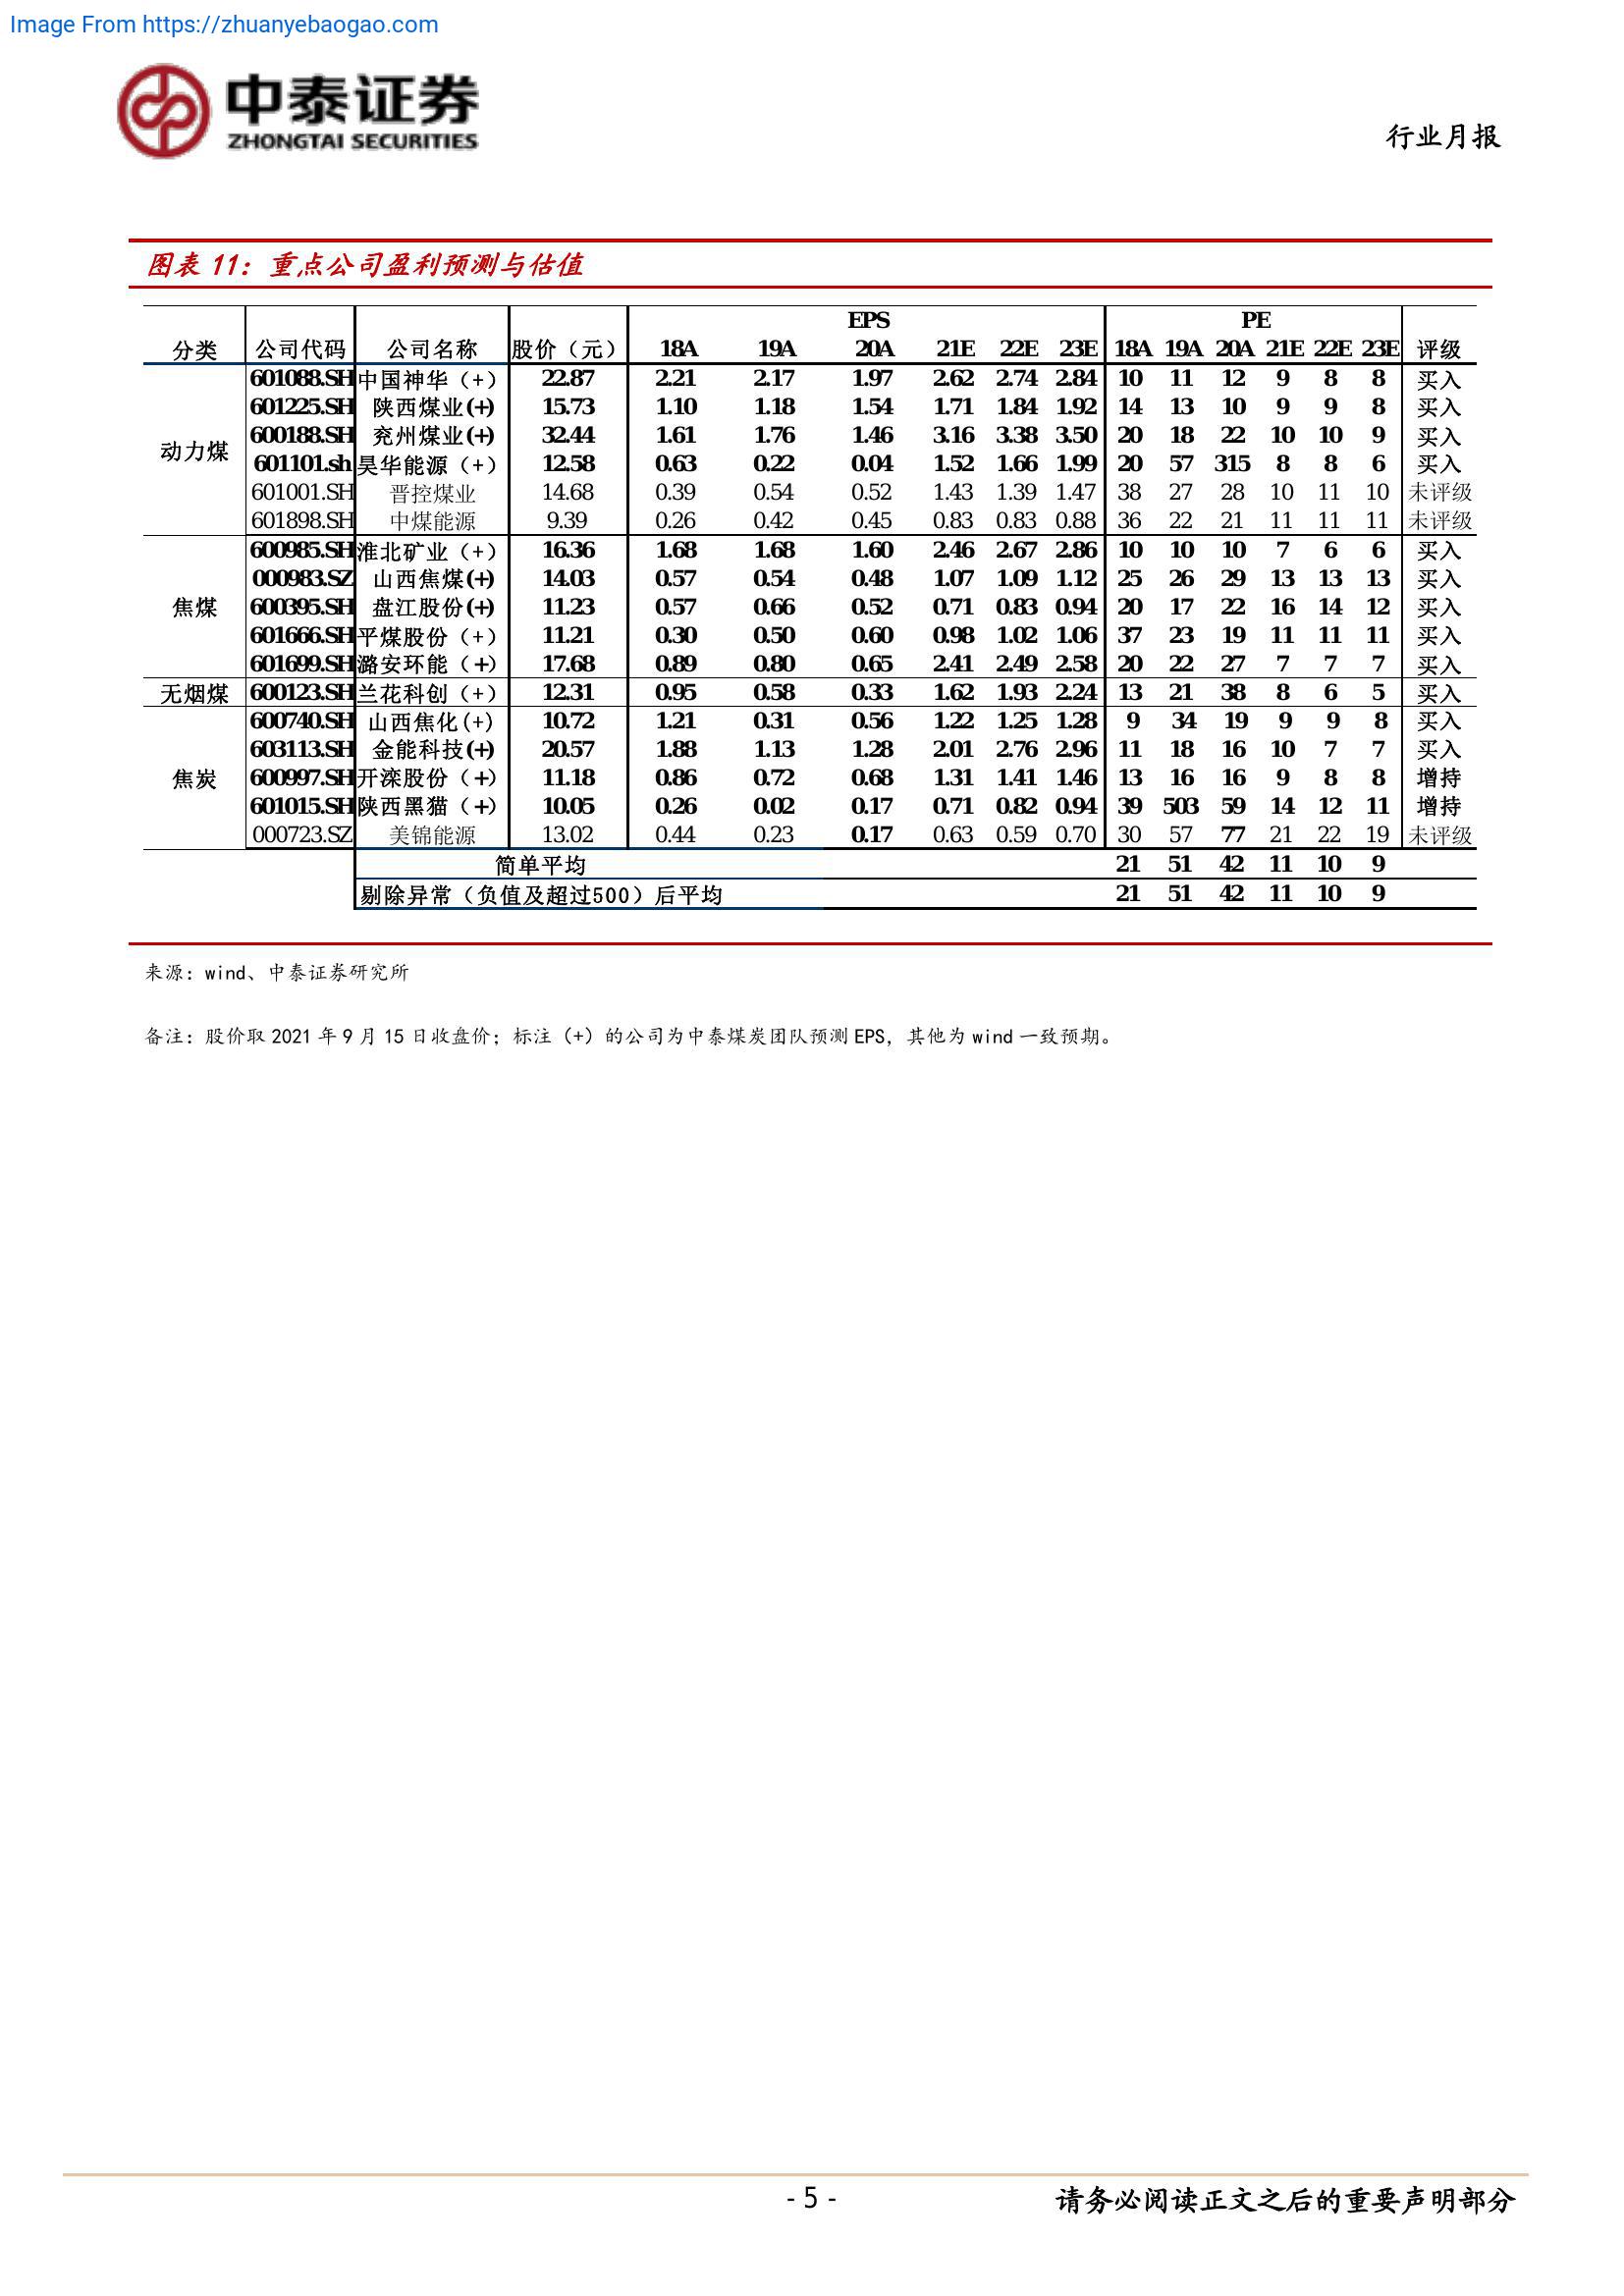 Image From https://zhuanyebaogao.com
中泰证券
ZHONGTAI SECURITIES
行业月报
图表 11：重点公司盈利预测与估值
EPS PE
分类 公司代码 公司名称 股价（元） 18A 19A 20A 21E 22E 23E 18A 19A 20A 21E 22E 23E 评级
动力煤
601088.SH 中国神华（+） 22.87 2.21 2.17 1.97 2.62 2.74 2.84 10 11 12 9 8 8 买入
601225.SH 陕西煤业(+) 15.73 1.10 1.18 1.54 1.71 1.84 1.92 14 13 10 9 9 8 买入
600188.SH 兖州煤业(+) 32.44 1.61 1.76 1.46 3.16 3.38 3.50 20 18 22 10 10 9 买入
601101.sh 昊华能源（+） 12.58 0.63 0.22 0.04 1.52 1.66 1.99 20 57 315 8 8 6 买入
601001.SH 晋控煤业 14.68 0.39 0.54 0.52 1.43 1.39 1.47 38 27 28 10 11 10 未评级
601898.SH 中煤能源 9.39 0.26 0.42 0.45 0.83 0.83 0.88 36 22 21 11 11 11 未评级
焦煤
600985.SH 淮北矿业（+） 16.36 1.68 1.68 1.60 2.46 2.67 2.86 10 10 10 7 6 6 买入
000983.SZ 山西焦煤(+) 14.03 0.57 0.54 0.48 1.07 1.09 1.12 25 26 29 13 13 13 买入
600395.SH 盘江股份(+) 11.23 0.57 0.66 0.52 0.71 0.83 0.94 20 17 22 16 14 12 买入
601666.SH 平煤股份（+） 11.21 0.30 0.50 0.60 0.98 1.02 1.06 37 23 19 11 11 11 买入
601699.SH 潞安环能（+） 17.68 0.89 0.80 0.65 2.41 2.49 2.58 20 22 27 7 7 7 买入
无烟煤 600123.SH 兰花科创（+） 12.31 0.95 0.58 0.33 1.62 1.93 2.24 13 21 38 8 6 5 买入
焦炭
600740.SH 山西焦化(+) 10.72 1.21 0.31 0.56 1.22 1.25 1.28 9 34 19 9 9 8 买入
603113.SH 金能科技(+) 20.57 1.88 1.13 1.28 2.01 2.76 2.96 11 18 16 10 7 7 买入
600997.SH 开滦股份（+） 11.18 0.86 0.72 0.68 1.31 1.41 1.46 13 16 16 9 8 8 增持
601015.SH 陕西黑猫（+） 10.05 0.26 0.02 0.17 0.71 0.82 0.94 39 503 59 14 12 11 增持
000723.SZ 美锦能源 13.02 0.44 0.23 0.17 0.63 0.59 0.70 30 57 77 21 22 19 未评级
简单平均 21 51 42 11 10 9
剔除异常（负值及超过500）后平均 21 51 42 11 10 9
来源：wind、中泰证券研究所
备注：股价取 2021 年 9 月 15 日收盘价；标注（+）的公司为中泰煤炭团队预测 EPS，其他为 wind 一致预期。
- 5 -
请务必阅读正文之后的重要声明部分